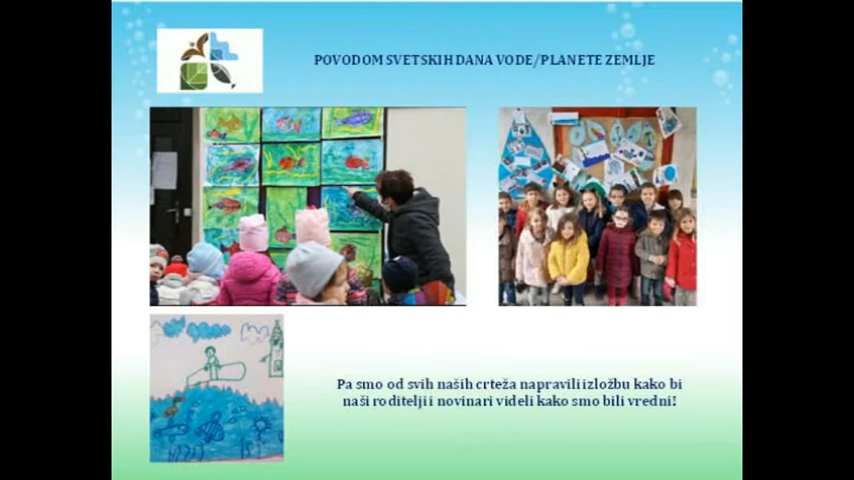 POVODOM SVETSKIH DANA VODE/PLANETE ZEMLJE
Pa smo od svih naših crteža napravili izložbu kako bi
naši roditelji i novinari videli kako smo bili vredni!